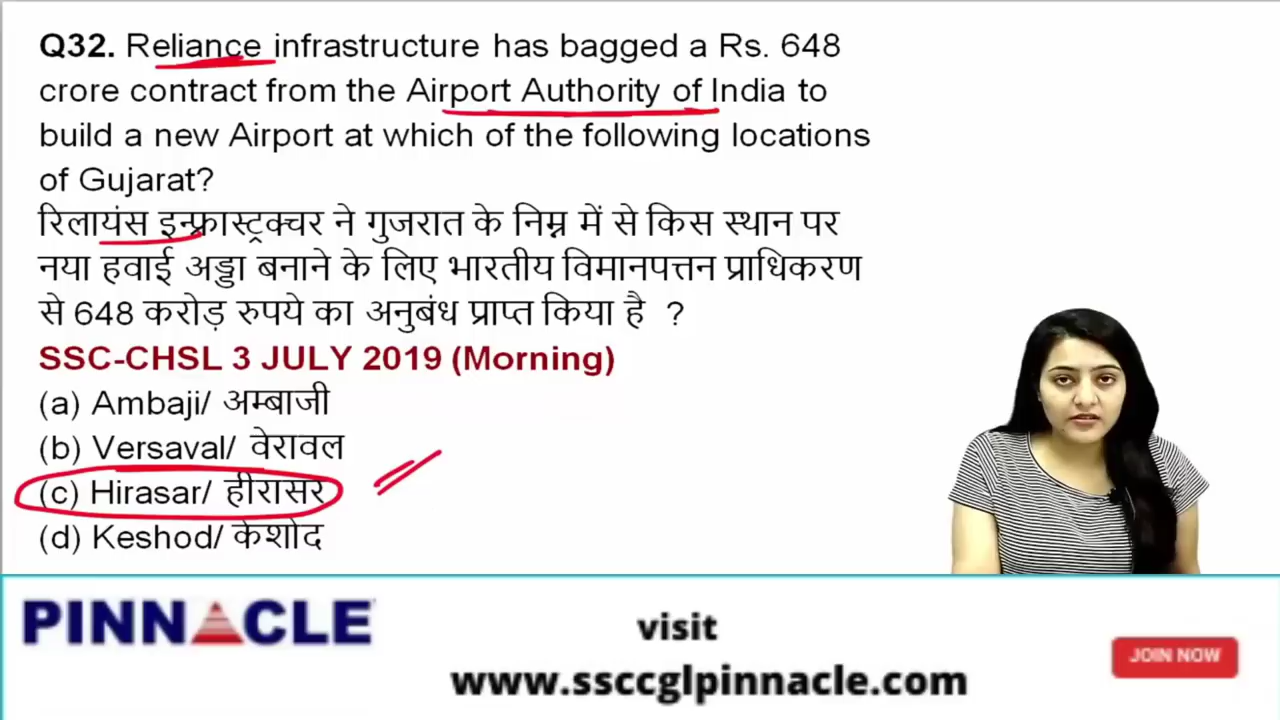 Q32. Reliance infrastructure has bagged a Rs. 648
crore contract from the Airport Authority of India to
build a new Airport at which of the following locations
of Gujarat?
रिलायंस इन्फ्रास्ट्रक्चर ने गुजरात के निम्न में से किस स्थान पर
नया हवाई अड्डा बनाने के लिए भारतीय विमानपत्तन प्राधिकरण
से 648 करोड़ रुपये का अनुबंध प्राप्त किया है ?
SSC-CHSL 3 JULY 2019 (Morning)
(a) Ambaji/ अम्बाजी
(b) Versaval/ वेरावल
(c) Hirasar/ हीरासर
(d) Keshod/ केशोद
PINNACLE
visit
www.ssccglpinnacle.com
JOIN NOW